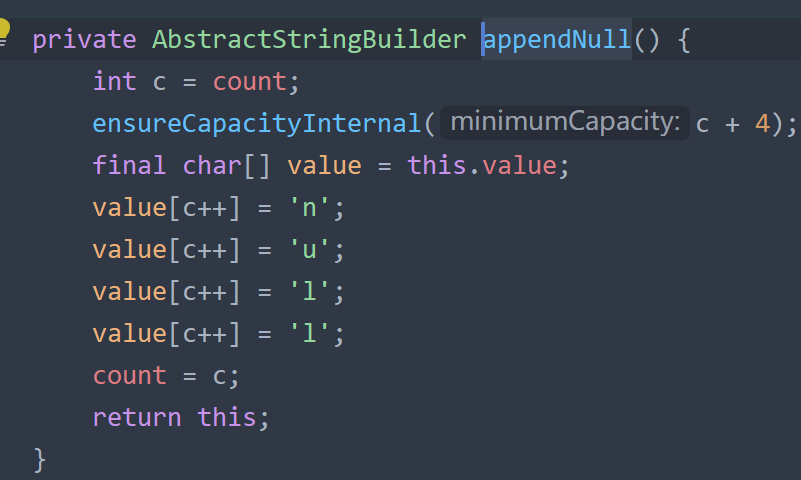 private AbstractStringBuilder appendNull() {
int c = count;
ensureCapacityInternal( minimumCapacity: c + 4);
final char[] value = this.value;
value[c++] = 'n';
value[c++] = 'u';
value[c++] = 'l';
value[c++] = 'l';
count = c;
return this;
}